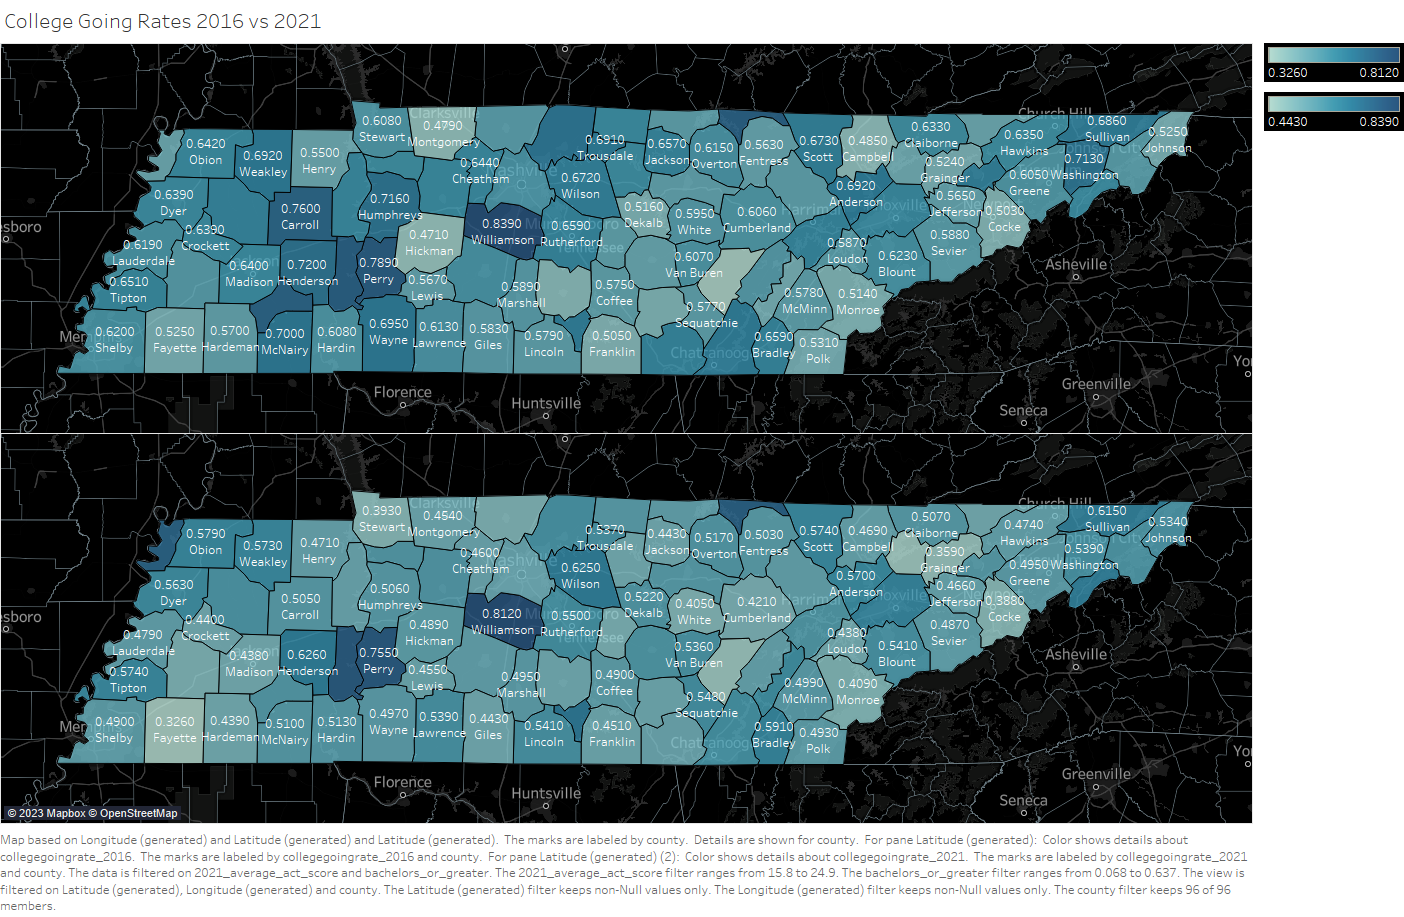 College Going Rates 2016 vs 2021
0.3260 0.8120
0.4430 0.8390
Clarksville
Church Hill
0.6080
Stewart
0.4790
Montgomery
0.6420
Obion
0.6920
Weakley
0.5500
Henry
0.6440
Cheatham
0.6910
Trousdale
0.6570
Jackson
0.6150
Overton
0.5630
Fentress
0.6730
Scott
0.4850
Campbell
0.6330
Claiborne
0.5240
Grainger
0.6350
Hawkins
0.6860
Sullivan
0.5250
Johnson
0.7130
Washington
0.6050
Greene
0.6390
Dyer
0.7600
Carroll
0.7160
Humphreys
0.6720
Wilson
0.6920
Anderson
0.5650
Jefferson
0.5030
Cocke
0.6390
Crockett
0.8390
Williamson
0.6590
Rutherford
0.5160
Dekalb
0.5950
White
0.6060
Cumberland
0.4710
Hickman
0.6190
Lauderdale
0.6400
Madison
0.7200
Henderson
0.7890
Perry
0.5870
Loudon
0.6230
Blount
0.5880
Sevier
0.6070
Van Buren
0.6510
Tipton
0.5670
Lewis
0.5890
Marshall
0.5750
Coffee
0.5780
McMinn
0.5140
Monroe
0.5770
Sequatchie
0.6200
Shelby
0.5250
Fayette
0.5700
Hardeman
0.7000
McNairy
0.6080
Hardin
0.6950
Wayne
0.6130
Lawrence
0.5830
Giles
0.5790
Lincoln
0.5050
Franklin
Chattanoog
0.6590
Bradley
0.5310
Polk
esboro
Asheville
Florence
Huntsville
Greenville
Seneca
Yo
Clarksville
Church Hill
0.3930
Stewart
0.4540
Montgomery
0.5790
Obion
0.5730
Weakley
0.4710
Henry
0.4600
Cheatham
0.5370
Trousdale
0.4430
Jackson
0.5170
Overton
0.5030
Fentress
0.5740
Scott
0.4690
Campbell
0.5070
Claiborne
0.3590
Grainger
0.4740
Hawkins
0.6150
Sullivan
0.5340
Johnson
0.5390
Washington
0.4950
Greene
0.5630
Dyer
0.5050
Carroll
0.5060
Humphreys
0.6250
Wilson
0.5700
Anderson
0.4660
Jefferson
0.3880
Cocke
0.4400
Crockett
0.8120
Williamson
0.5500
Rutherford
0.5220
Dekalb
0.4050
White
0.4210
Cumberland
0.4890
Hickman
0.4790
Lauderdale
0.4380
Madison
0.6260
Henderson
0.7550
Perry
0.4380
Loudon
0.5410
Blount
0.4870
Sevier
0.5360
Van Buren
0.5740
Tipton
0.4550
Lewis
0.4950
Marshall
0.4900
Coffee
0.4990
McMinn
0.4090
Monroe
0.5480
Sequatchie
0.4900
Shelby
0.3260
Fayette
0.4390
Hardeman
0.5100
McNairy
0.5130
Hardin
0.4970
Wayne
0.5390
Lawrence
0.4430
Giles
0.5410
Lincoln
0.4510
Franklin
Chattanoog
0.5910
Bradley
0.4930
Polk
esboro
Asheville
Florence
Huntsville
Greenville
Seneca
Yo
© 2023 Mapbox © OpenStreetMap
Map based on Longitude (generated) and Latitude (generated) and Latitude (generated). The marks are labeled by county. Details are shown for county. For pane Latitude (generated): Color shows details about
collegegoingrate_2016. The marks are labeled by collegegoingrate_2016 and county. For pane Latitude (generated) (2): Color shows details about collegegoingrate_2021. The marks are labeled by collegegoingrate_2021
and county. The data is filtered on 2021_average_act_score and bachelors_or_greater. The 2021_average_act_score filter ranges from 15.8 to 24.9. The bachelors_or_greater filter ranges from 0.068 to 0.637. The view is
filtered on Latitude (generated), Longitude (generated) and county. The Latitude (generated) filter keeps non-Null values only. The Longitude (generated) filter keeps non-Null values only. The county filter keeps 96 of 96
members.